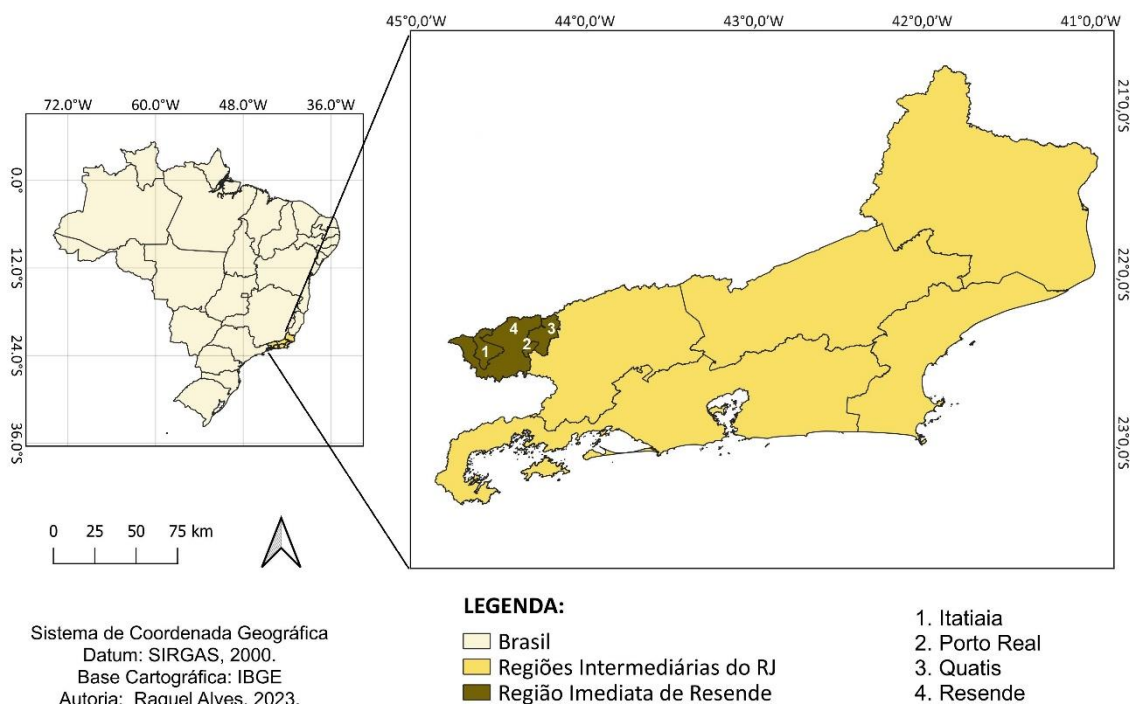 45°0,0'W 44°0,0'W 43°0,0'W 42°0,0'W 41°0,0'W
72.0°W 60.0°W 48.0°W 36.0°W
0.0°
12.0°S
24.0°S
36.0°S
21°0,0'S
22°0,0'S
23°0,0'S
4
3
2
1
0 25 50 75 km
Sistema de Coordenada Geográfica
Datum: SIRGAS, 2000.
Base Cartográfica: IBGE
Autoria: Raquel Alves, 2023.
LEGENDA:
Brasil
Regiões Intermediárias do RJ
Região Imediata de Resende
1. Itatiaia
2. Porto Real
3. Quatis
4. Resende